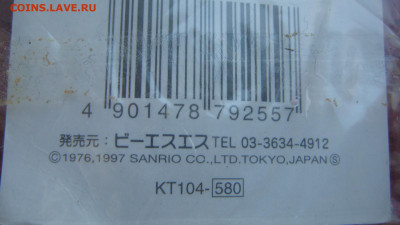 COINS.LAVE.RU
4 901478 792557
発売元：ビーエスエス TEL 03-3634-4912
©1976,1997 SANRIO CO.,LTD.TOKYO,JAPAN Ⓢ
KT104-580